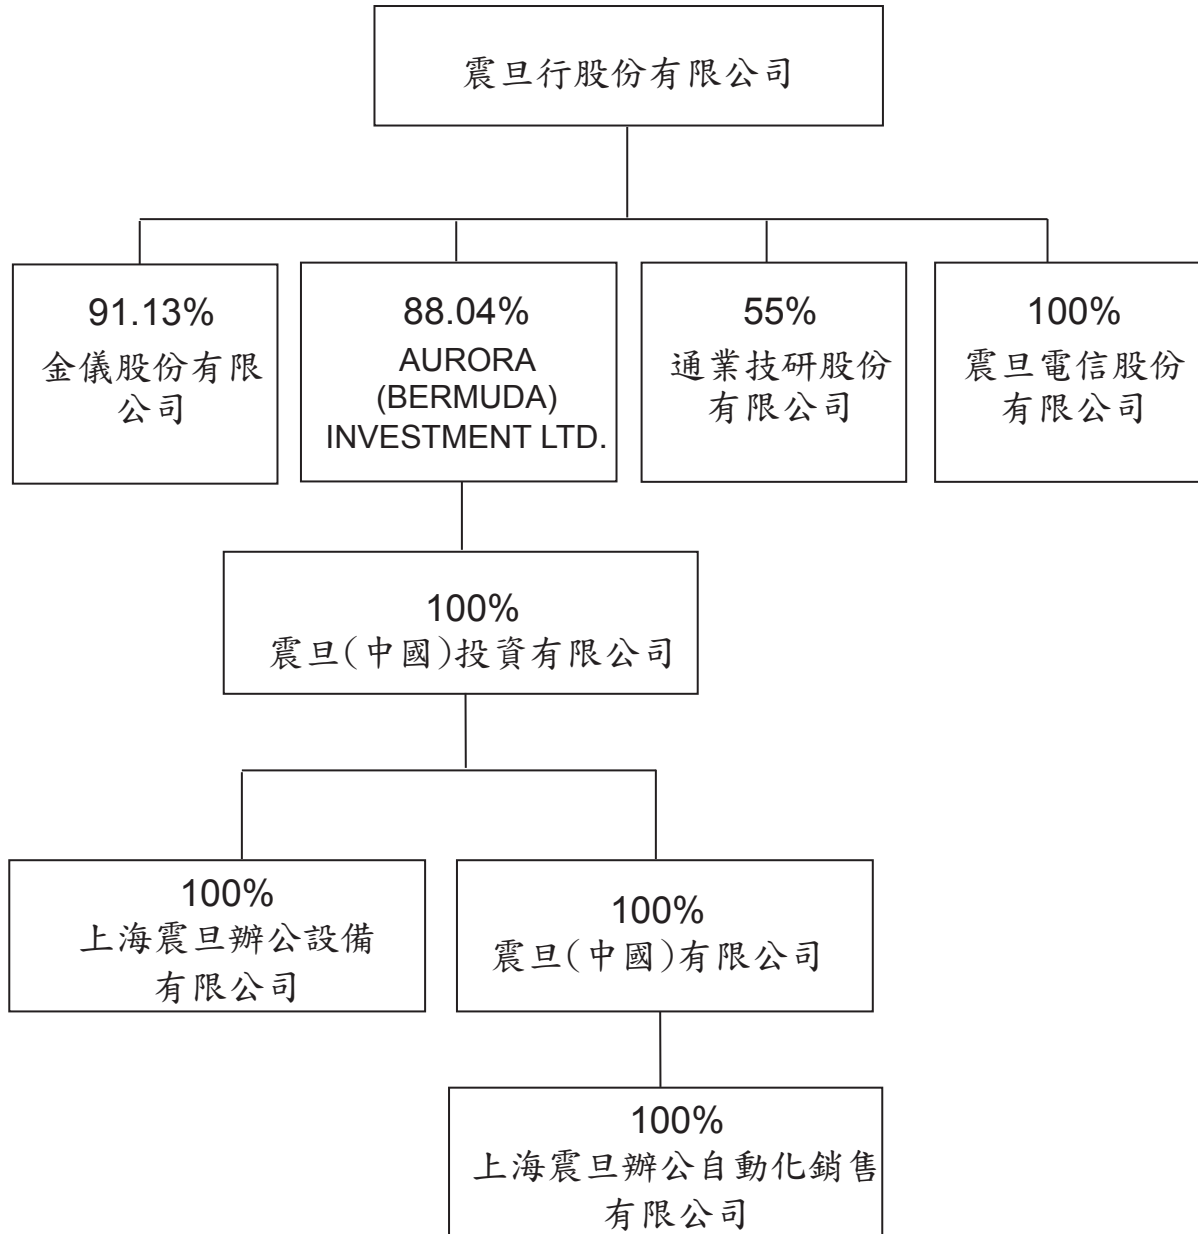 震旦行股份有限公司
91.13%
金儀股份有限
公司
88.04%
AURORA
(BERMUDA)
INVESTMENT LTD.
55%
通業技研股份
有限公司
100%
震旦電信股份
有限公司
100%
震旦(中國)投資有限公司
100%
上海震旦辦公設備
有限公司
100%
震旦(中國)有限公司
100%
上海震旦辦公自動化銷售
有限公司